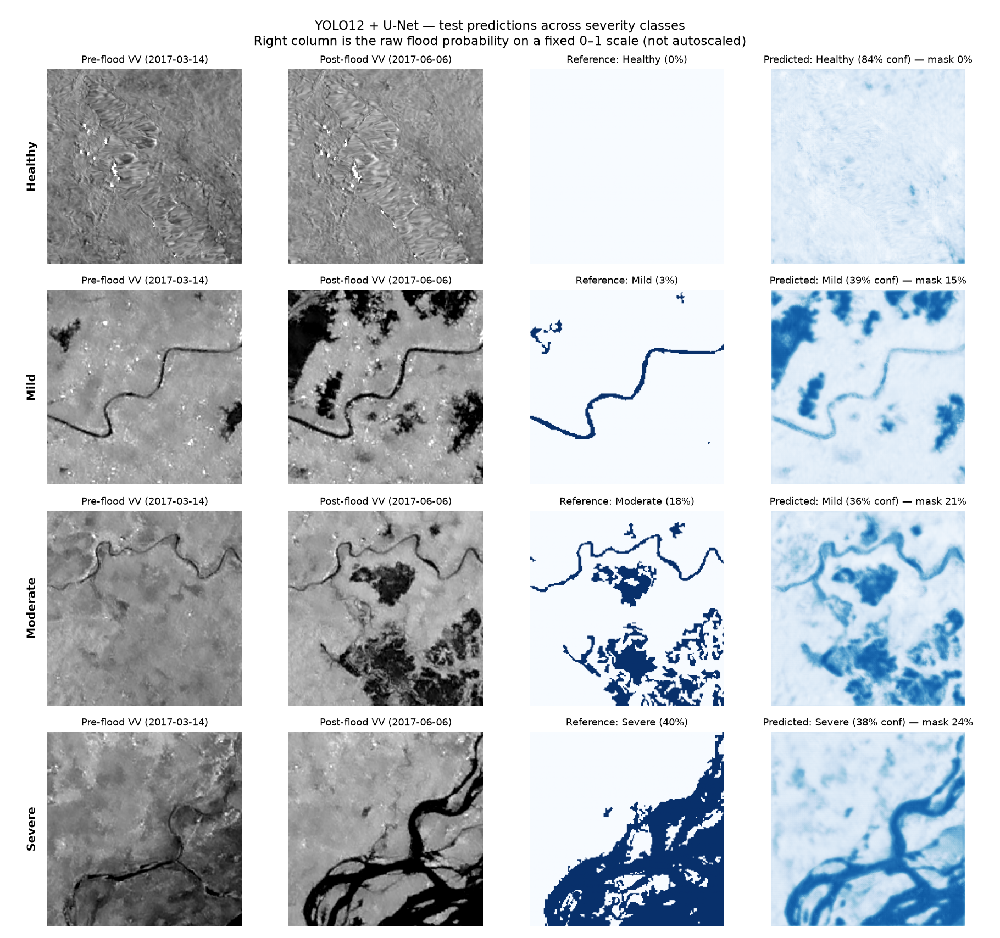 YOLO12 + U-Net — test predictions across severity classes
Right column is the raw flood probability on a fixed 0–1 scale (not autoscaled)
Pre-flood VV (2017-03-14)
Post-flood VV (2017-06-06)
Reference: Healthy (0%)
Predicted: Healthy (84% conf) — mask 0%
Healthy
Pre-flood VV (2017-03-14)
Post-flood VV (2017-06-06)
Reference: Mild (3%)
Predicted: Mild (39% conf) — mask 15%
Mild
Pre-flood VV (2017-03-14)
Post-flood VV (2017-06-06)
Reference: Moderate (18%)
Predicted: Mild (36% conf) — mask 21%
Moderate
Pre-flood VV (2017-03-14)
Post-flood VV (2017-06-06)
Reference: Severe (40%)
Predicted: Severe (38% conf) — mask 24%
Severe